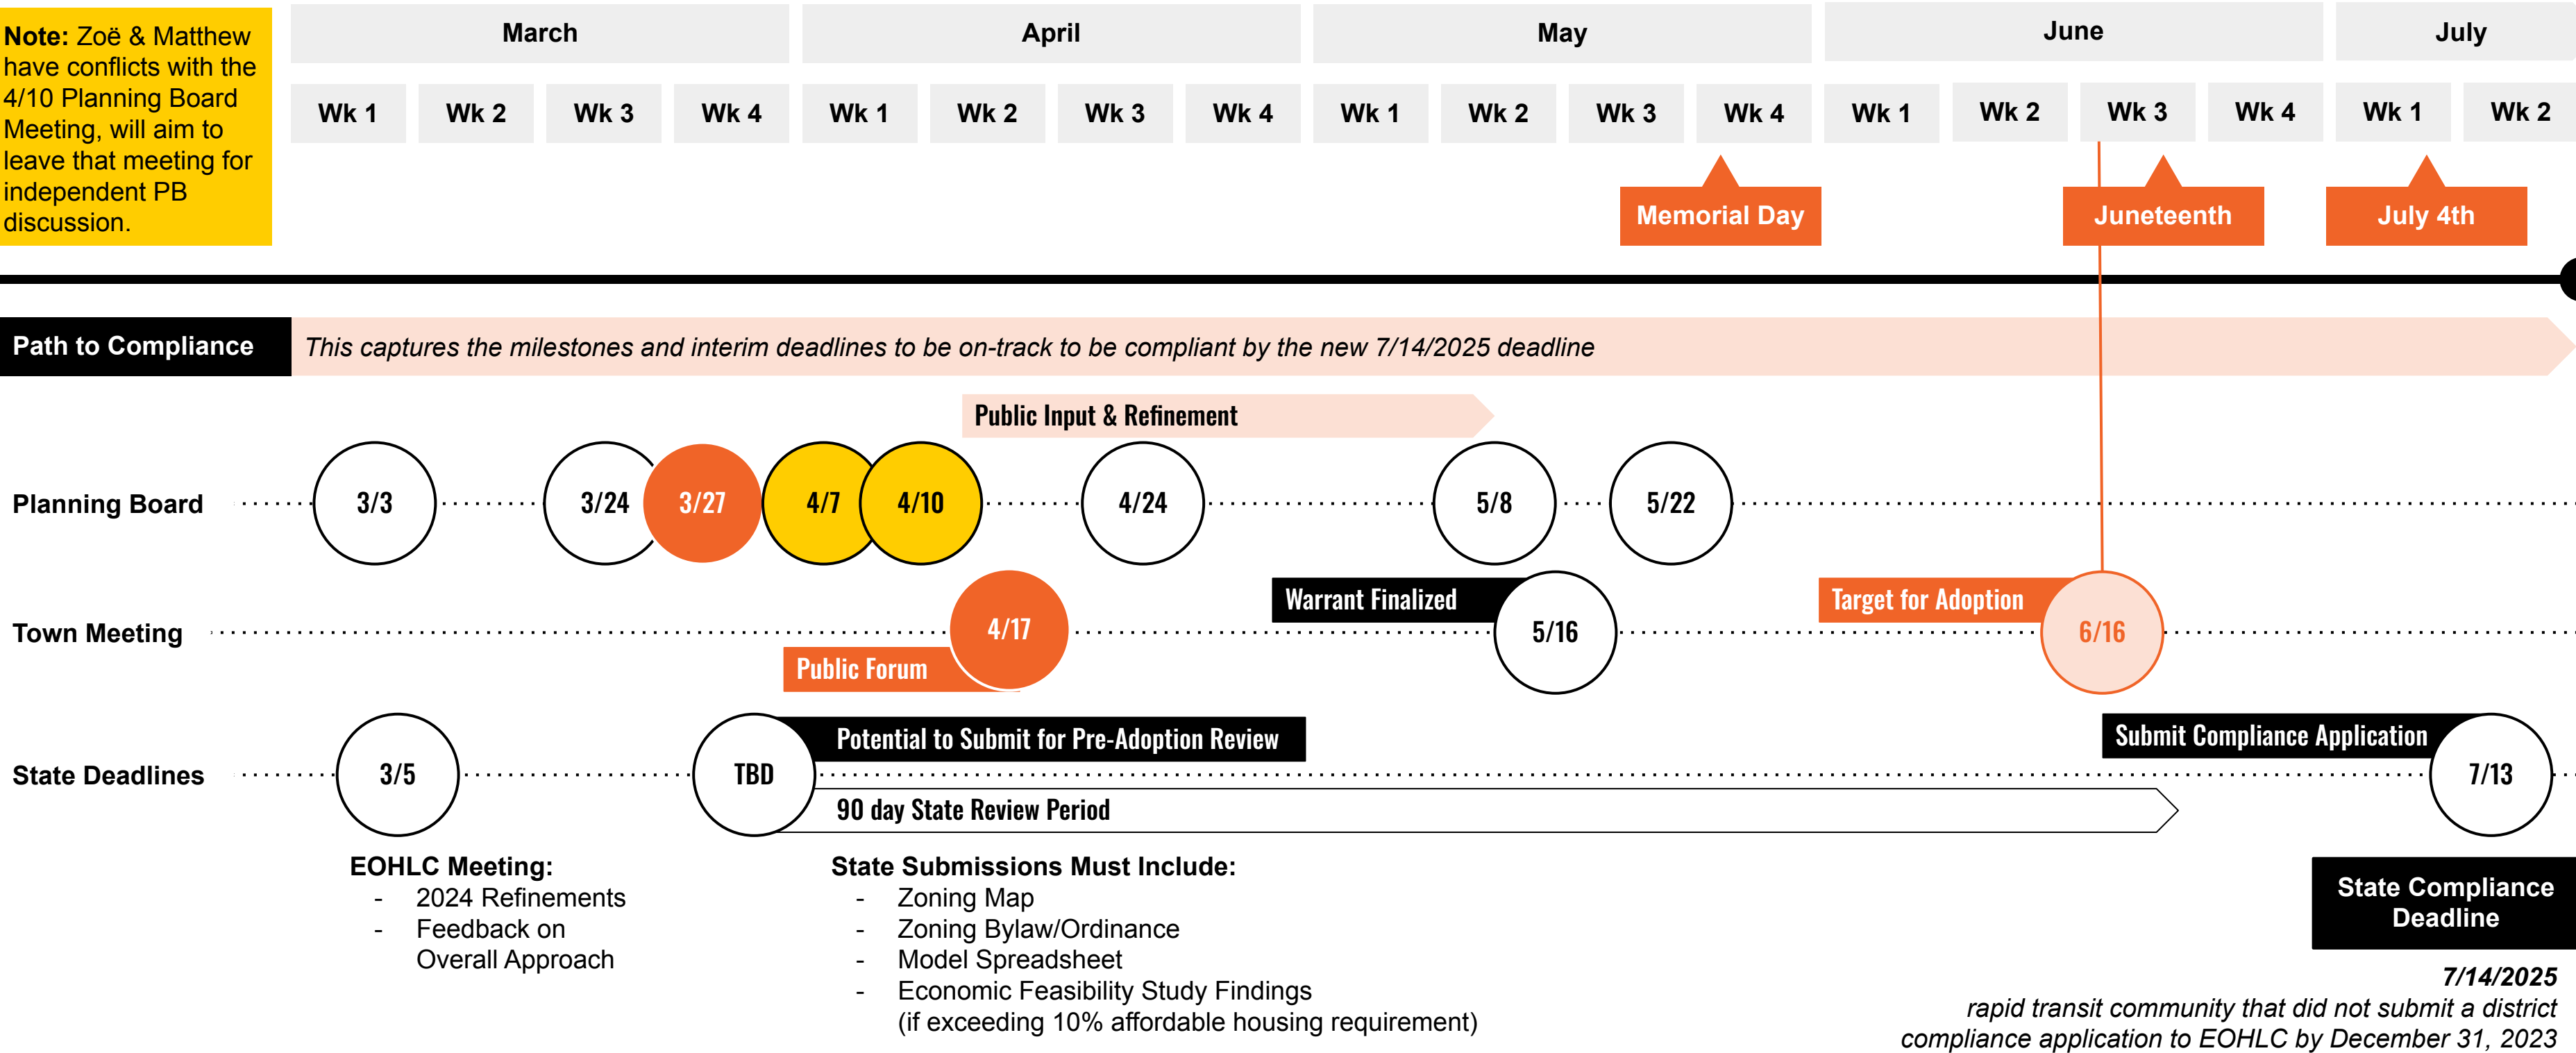 Note: Zoë & Matthew
have conflicts with the
4/10 Planning Board
Meeting, will aim to
leave that meeting for
independent PB
discussion.
March April May June July
Wk 1 Wk 2 Wk 3 Wk 4 Wk 1 Wk 2 Wk 3 Wk 4 Wk 1 Wk 2 Wk 3 Wk 4 Wk 1 Wk 2 Wk 3 Wk 4 Wk 1 Wk 2
Memorial Day Juneteenth July 4th
Path to Compliance This captures the milestones and interim deadlines to be on-track to be compliant by the new 7/14/2025 deadline
Public Input & Refinement
Planning Board 3/3 3/24 3/27 4/7 4/10 4/24 5/8 5/22
Warrant Finalized Target for Adoption
Town Meeting 4/17 5/16 6/16
Public Forum
Potential to Submit for Pre-Adoption Review Submit Compliance Application
State Deadlines 3/5 TBD 7/13
90 day State Review Period
EOHLC Meeting:
- 2024 Refinements
- Feedback on
Overall Approach
State Submissions Must Include:
- Zoning Map
- Zoning Bylaw/Ordinance
- Model Spreadsheet
- Economic Feasibility Study Findings
(if exceeding 10% affordable housing requirement)
State Compliance
Deadline
7/14/2025
rapid transit community that did not submit a district
compliance application to EOHLC by December 31, 2023